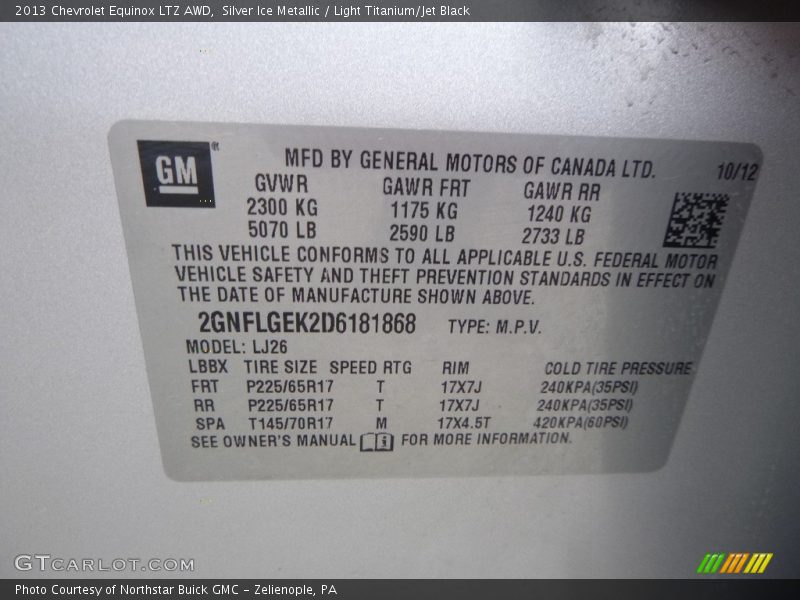 2013 Chevrolet Equinox LTZ AWD,  Silver Ice Metallic / Light Titanium/Jet Black
GM ®
MFD BY GENERAL MOTORS OF CANADA LTD. 10/12
GVWR GAWR FRT GAWR RR
2300 KG 1175 KG 1240 KG
5070 LB 2590 LB 2733 LB
THIS VEHICLE CONFORMS TO ALL APPLICABLE U.S. FEDERAL MOTOR
VEHICLE SAFETY AND THEFT PREVENTION STANDARDS IN EFFECT ON
THE DATE OF MANUFACTURE SHOWN ABOVE.
2GNFLGEK2D6181868 TYPE: M.P.V.
MODEL: LJ26
LBBX TIRE SIZE SPEED RTG RIM COLD TIRE PRESSURE
FRT P225/65R17 T 17X7J 240KPA(35PSI)
RR P225/65R17 T 17X7J 240KPA(35PSI)
SPA T145/70R17 M 17X4.5T 420KPA(60PSI)
SEE OWNER'S MANUAL FOR MORE INFORMATION.
GTCARLOT.COM
Photo Courtesy of Northstar Buick GMC - Zelienople, PA